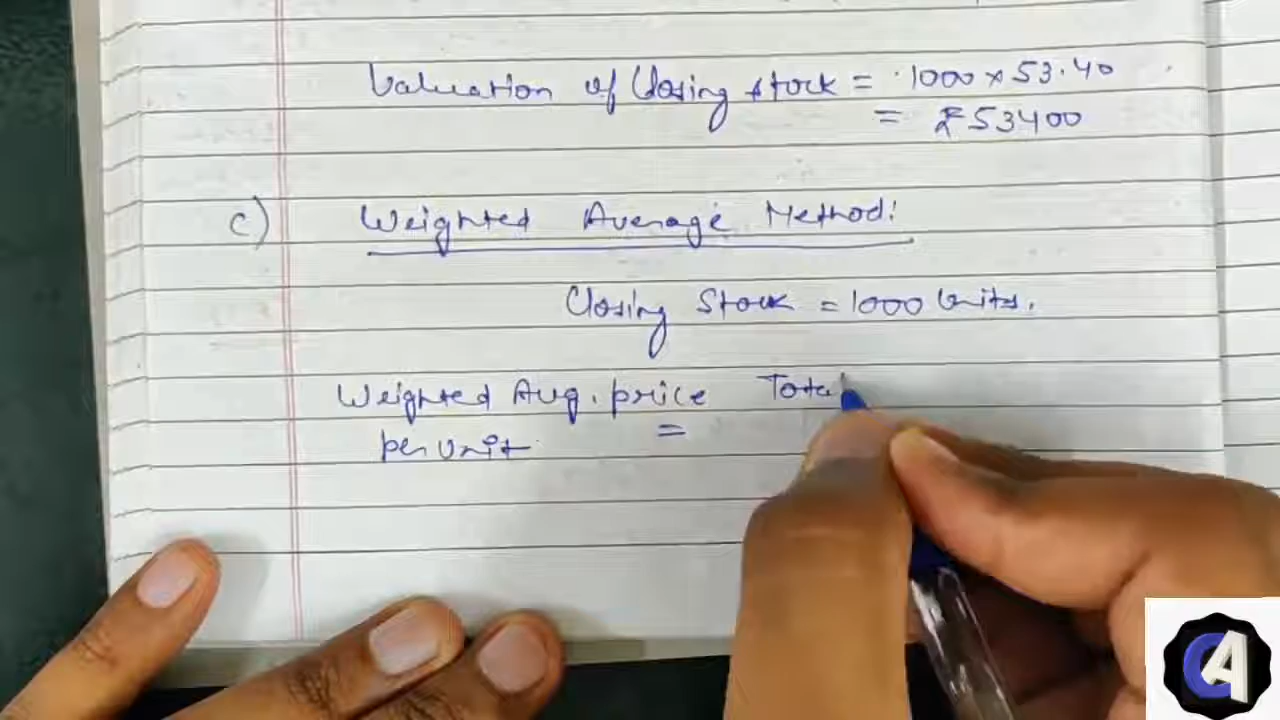 Valuation of Closing stock = 1000 × 53.40
= ₹53400
c) Weighted Average Method:
Closing Stock = 1000 Units.
Weighted Avg. price Total
per Unit =
CA